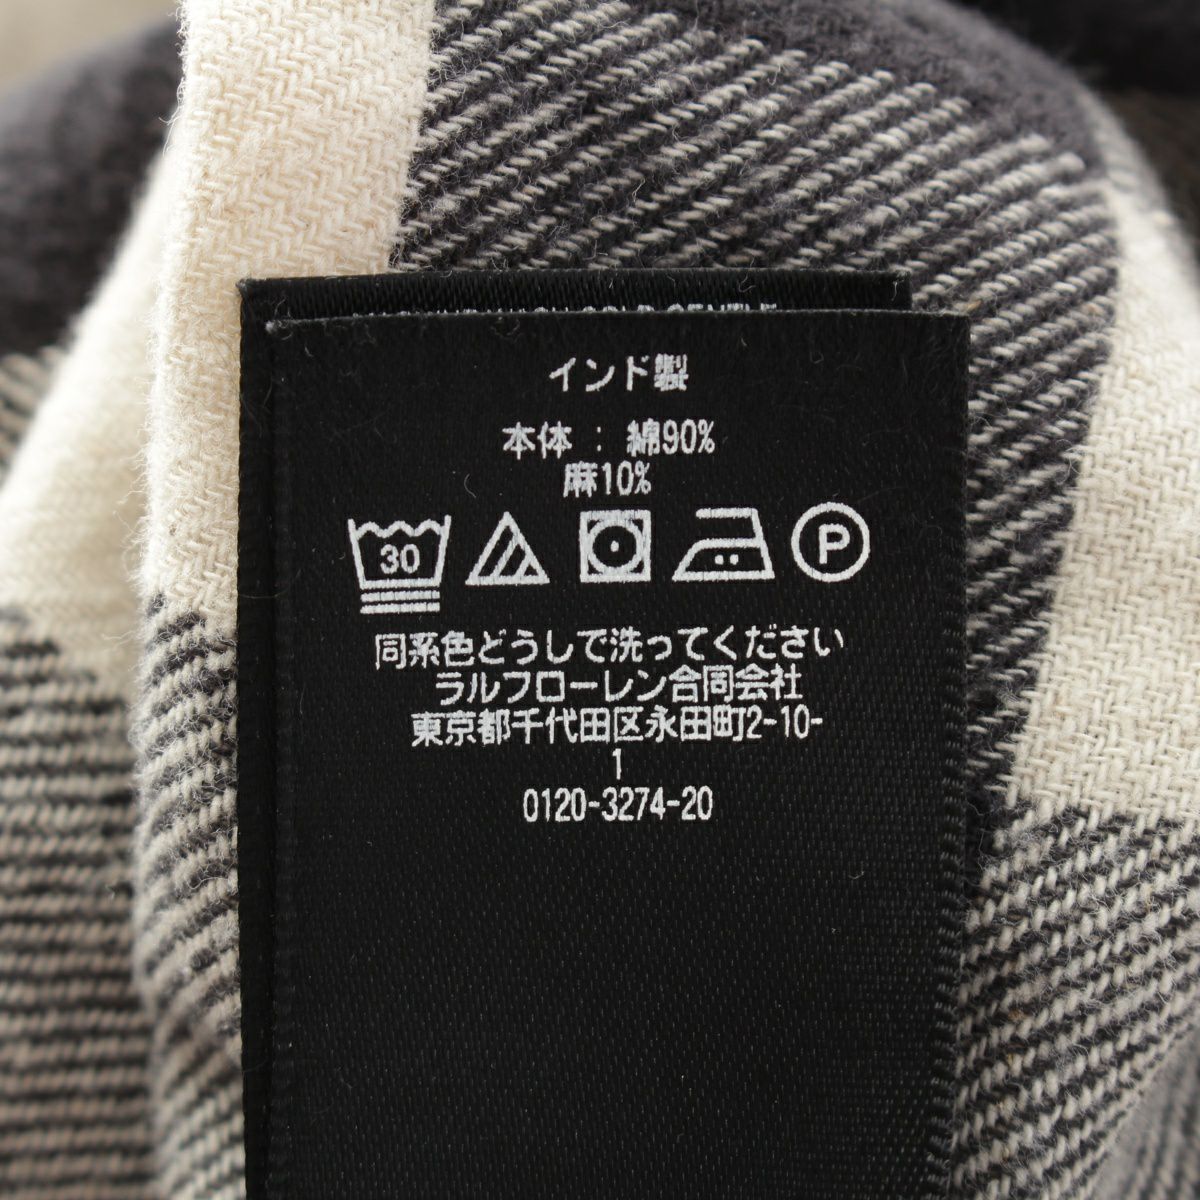 インド製
本体 : 綿90%
麻10%
30
P
同系色どうしで洗ってください
ラルフローレン合同会社
東京都千代田区永田町2-10-
1
0120-3274-20